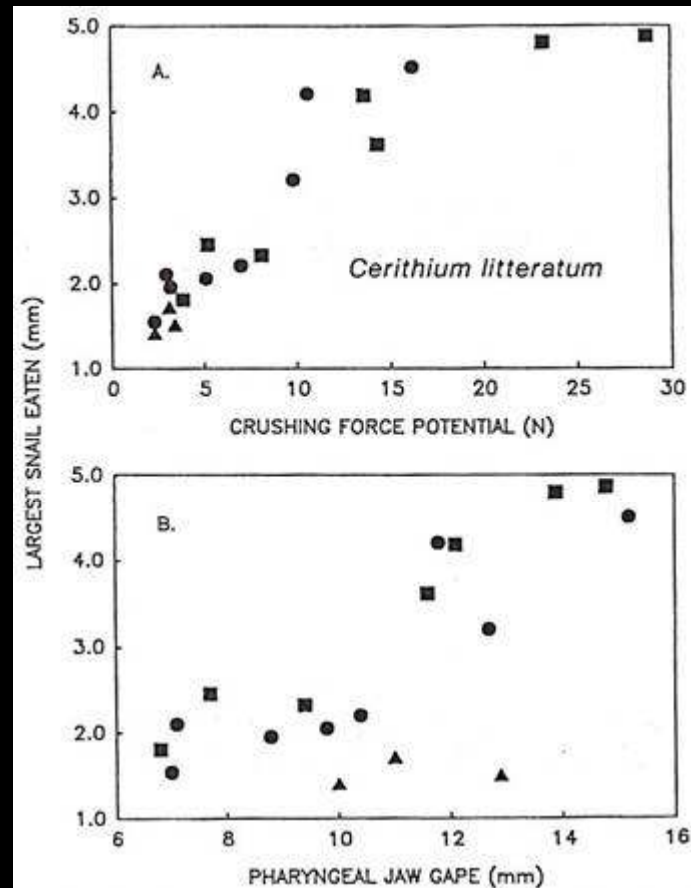 5.0
A.
4.0
3.0
Cerithium litteratum
2.0
1.0
0 5 10 15 20 25 30
CRUSHING FORCE POTENTIAL (N)
LARGEST SNAIL EATEN (mm)
5.0
B.
4.0
3.0
2.0
1.0
6 8 10 12 14 16
PHARYNGEAL JAW GAPE (mm)